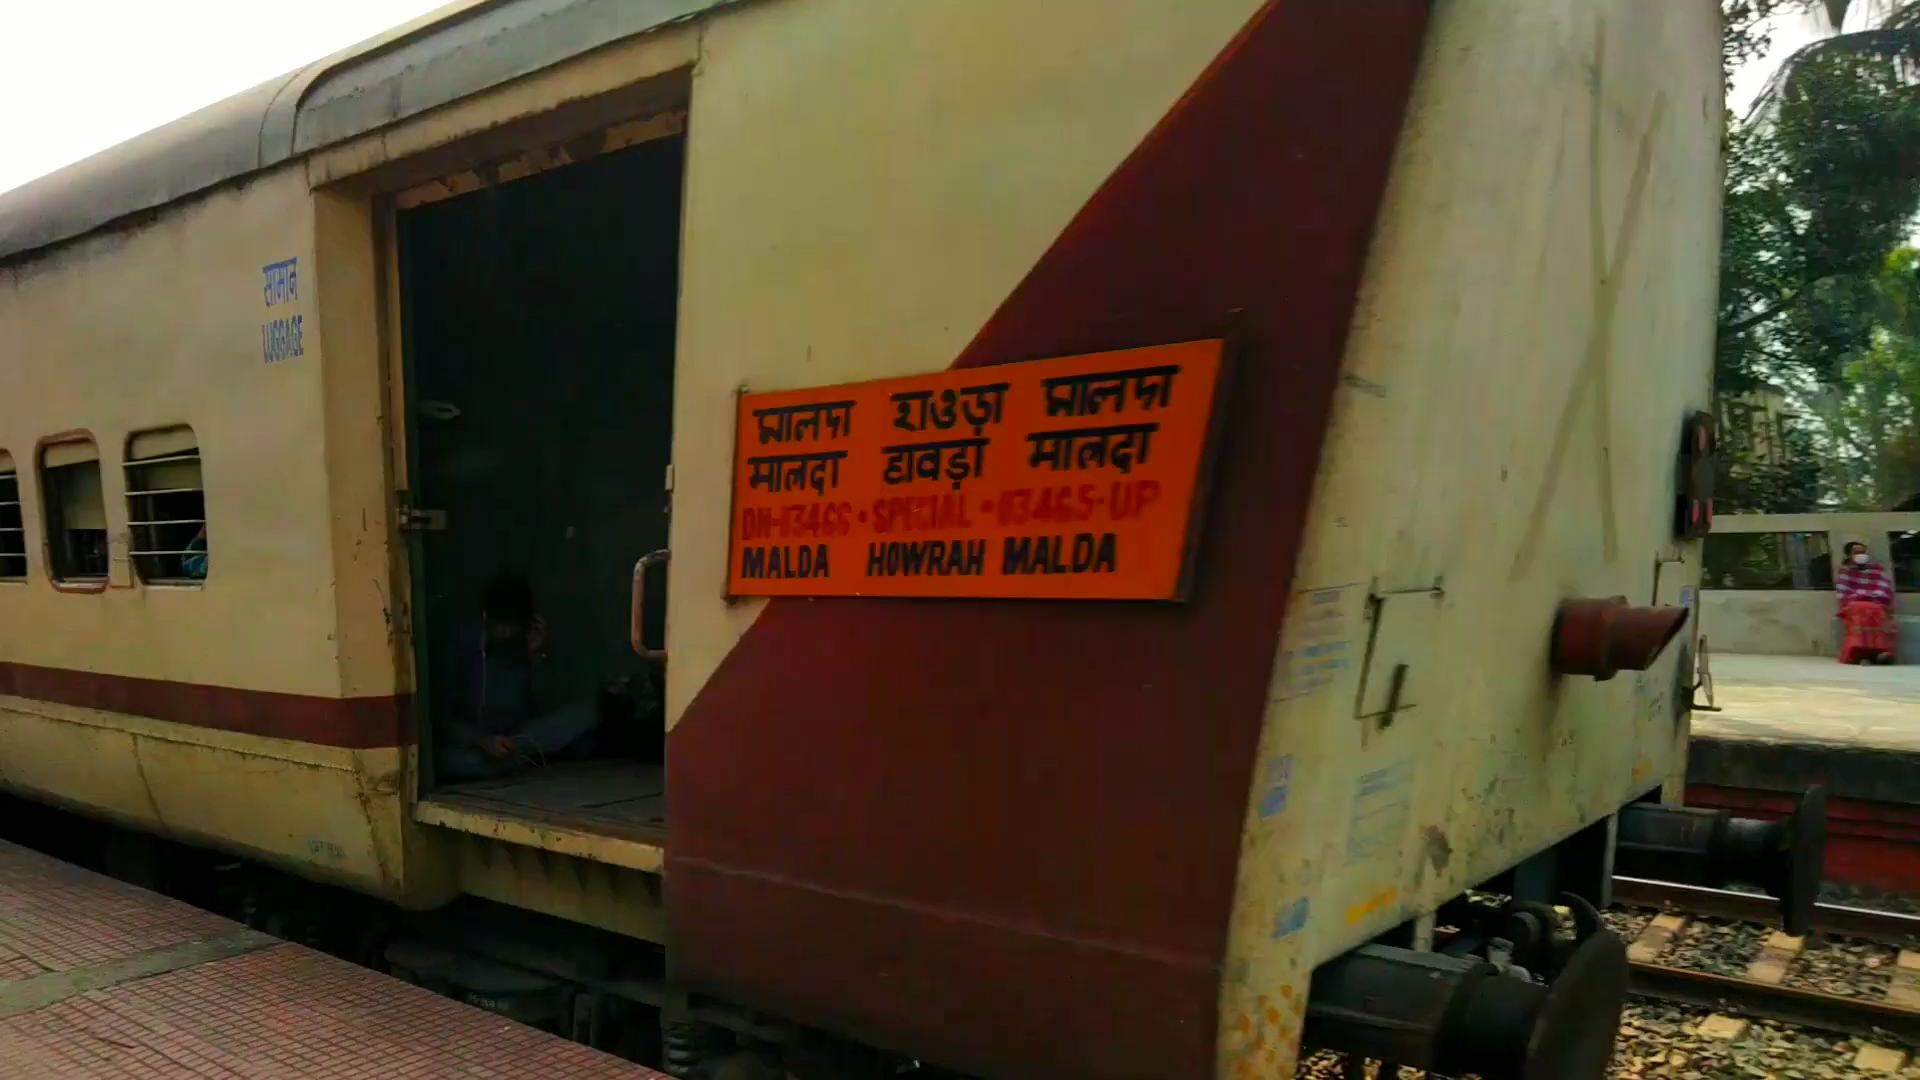 सामान
LUGGAGE
মালদা হাওড়া মালদা
मालदा हावड़ा मालदा
DN-03466 • SPECIAL • 03465-UP
MALDA HOWRAH MALDA